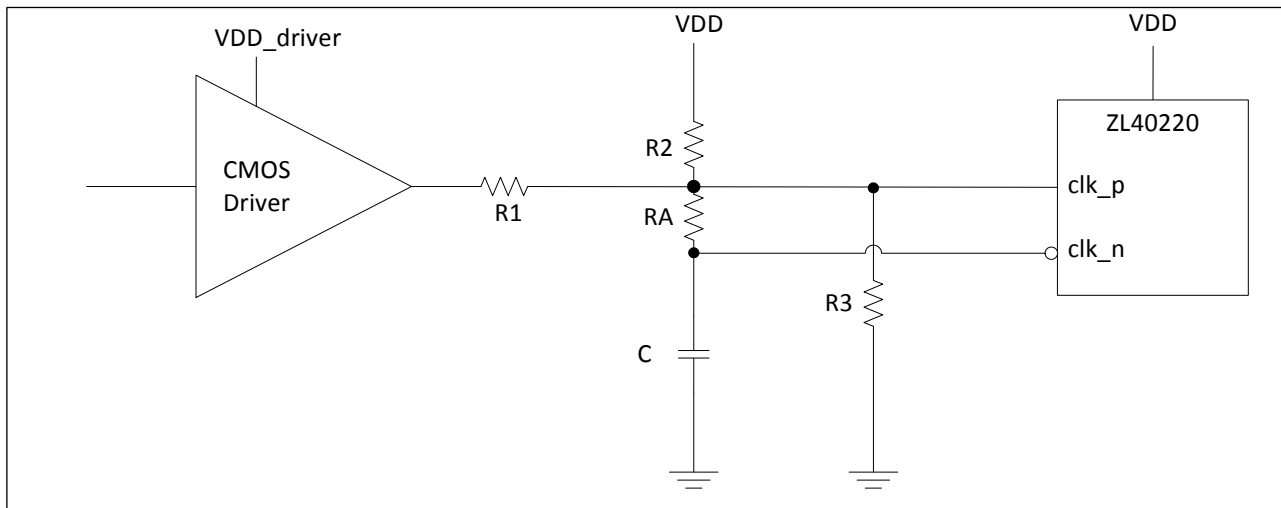 VDD_driver
VDD
VDD
CMOS
Driver
ZL40220
R2
clk_p
R1
RA
clk_n
R3
C